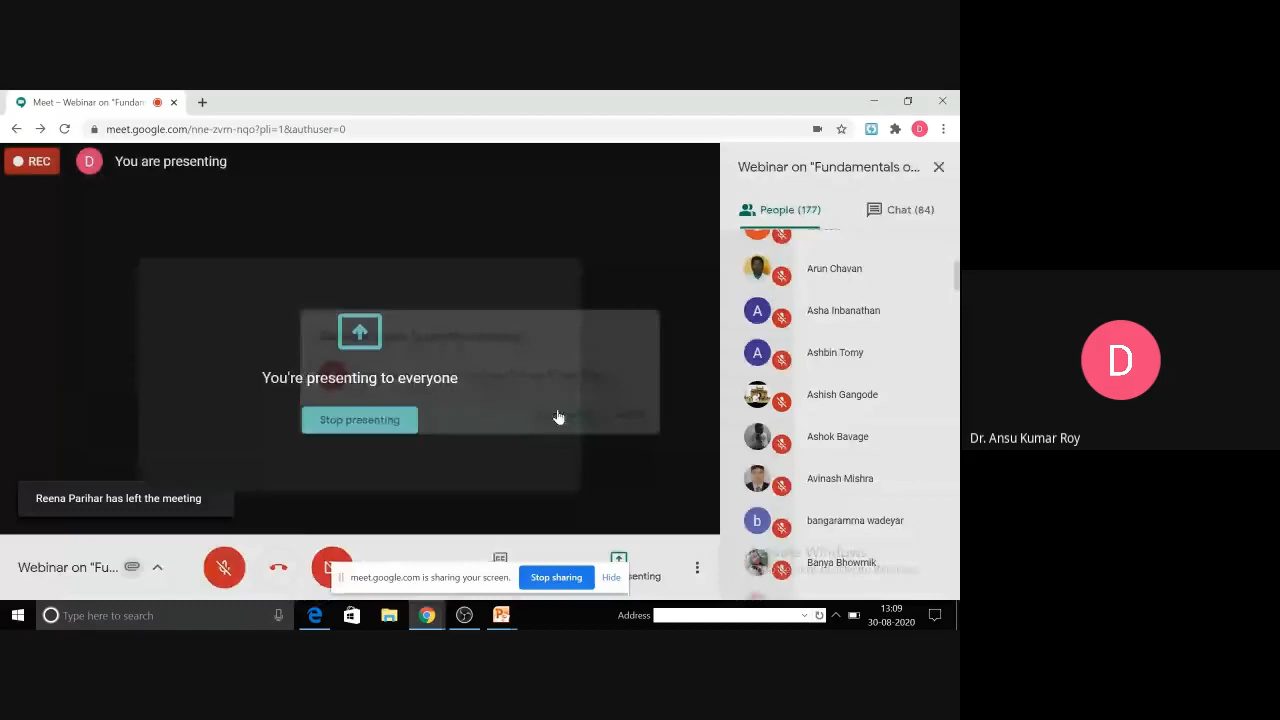 Meet – Webinar on "Fundam
meet.google.com/nne-zvrn-nqo?pli=1&authuser=0
D
REC
D
You are presenting
Webinar on "Fundamentals o...
People (177)
Chat (84)
Arun Chavan
A
Asha Inbanathan
A
Ashbin Tomy
Ashish Gangode
Ashok Bavage
Avinash Mishra
b
bangaramma wadeyar
Banya Bhowmik
You're presenting to everyone
Stop presenting
Reena Parihar has left the meeting
Webinar on "Fu...
senting
meet.google.com is sharing your screen.
Stop sharing
Hide
Type here to search
Address
13:09
30-08-2020
D
Dr. Ansu Kumar Roy